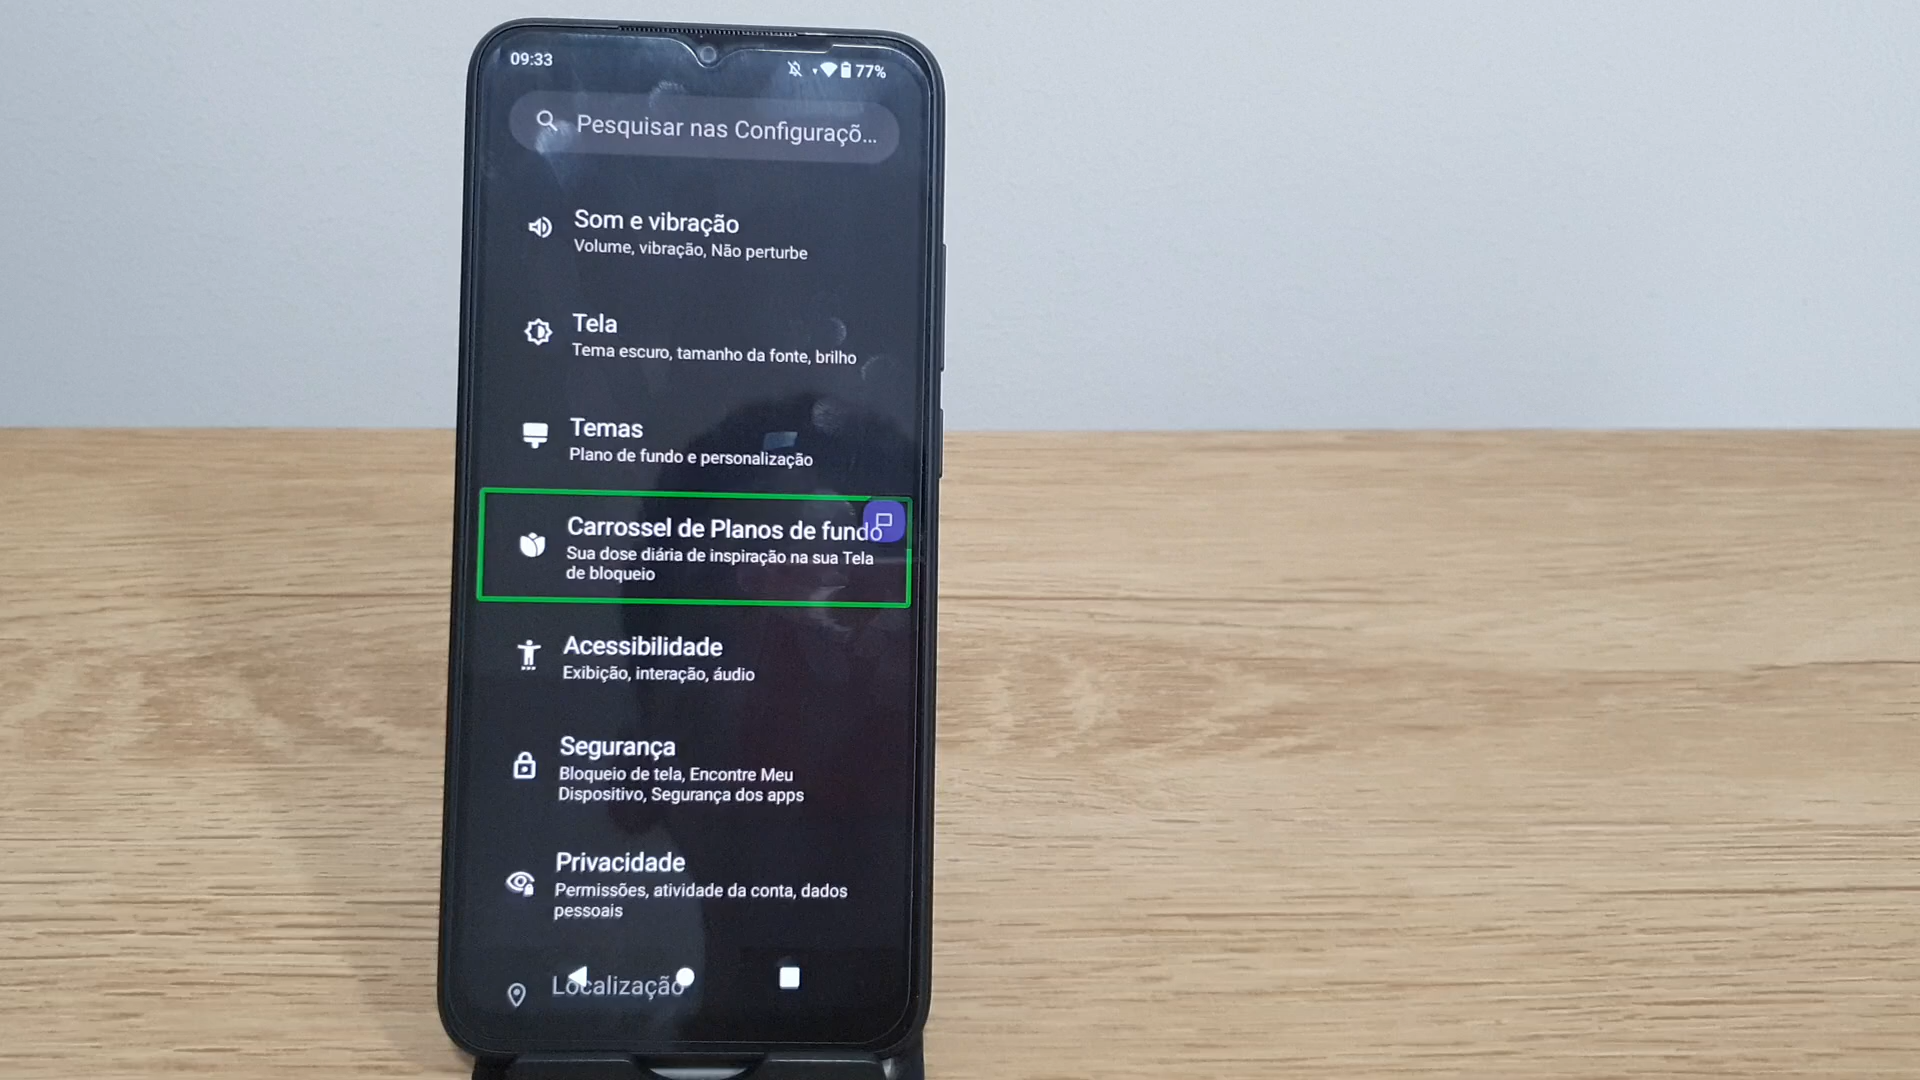 09:33
77%
Pesquisar nas Configuraçõ...
Som e vibração
Volume, vibração, Não perturbe
Tela
Tema escuro, tamanho da fonte, brilho
Temas
Plano de fundo e personalização
Carrossel de Planos de fundo
Sua dose diária de inspiração na sua Tela
de bloqueio
Acessibilidade
Exibição, interação, áudio
Segurança
Bloqueio de tela, Encontre Meu
Dispositivo, Segurança dos apps
Privacidade
Permissões, atividade da conta, dados
pessoais
Localização